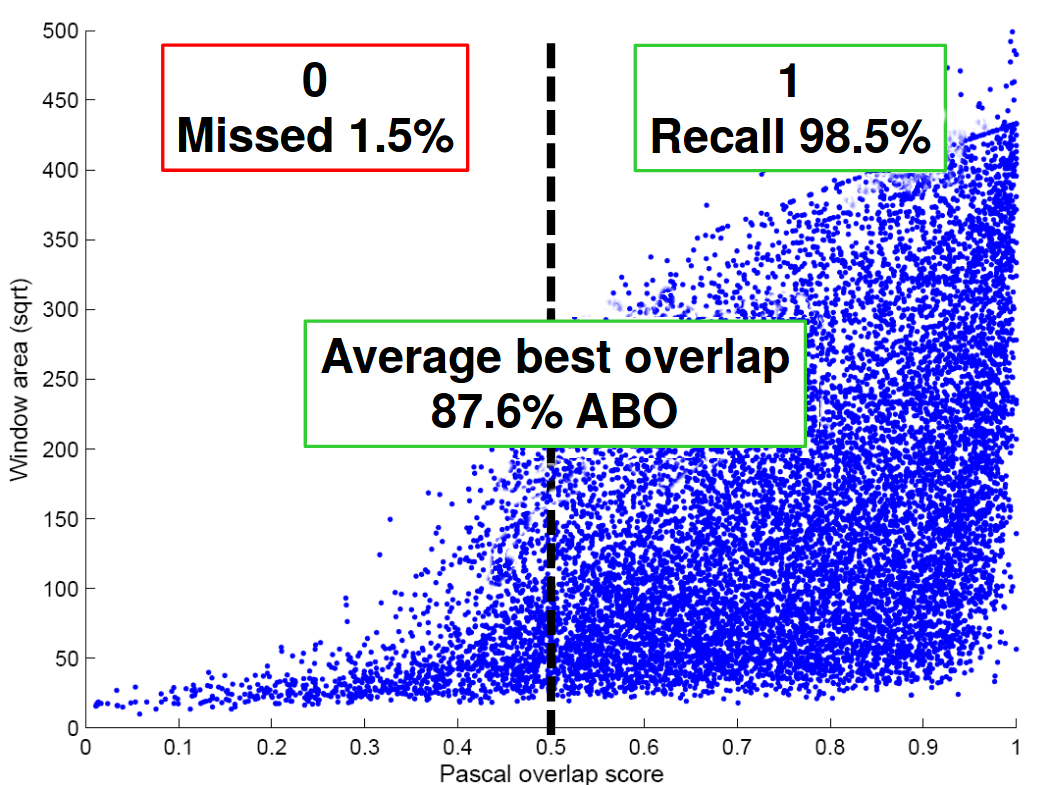 500
450
400
350
300
250
200
150
100
50
0
Window area (sqrt)
0
Missed 1.5%
1
Recall 98.5%
Average best overlap
87.6% ABO
0 0.1 0.2 0.3 0.4 0.5 0.6 0.7 0.8 0.9 1
Pascal overlap score